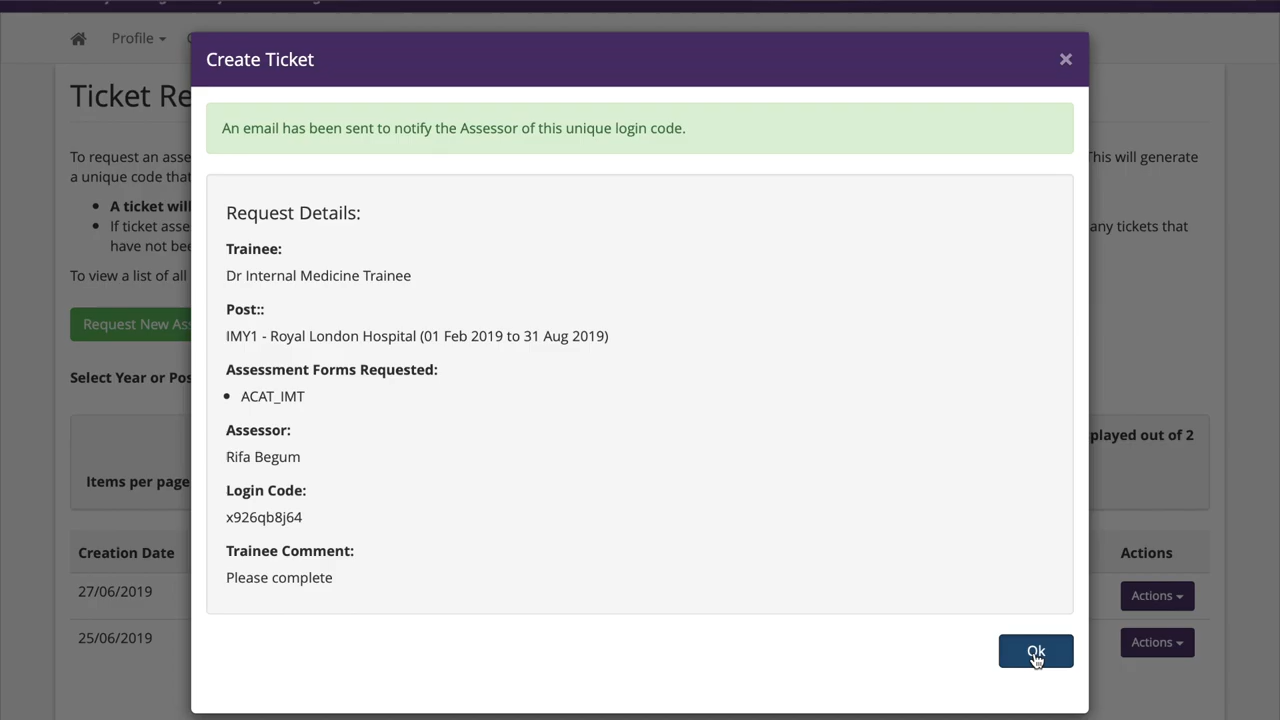 Profile
Create Ticket
×
Ticket Re
An email has been sent to notify the Assessor of this unique login code.
To request an asse
This will generate
a unique code that
A ticket will
If ticket asse
any tickets that
have not bee
To view a list of all
Request New Ass
Select Year or Pos
played out of 2
Items per page
Creation Date
Actions
27/06/2019
Actions
25/06/2019
Actions
Request Details:
Trainee:
Dr Internal Medicine Trainee
Post::
IMY1 - Royal London Hospital (01 Feb 2019 to 31 Aug 2019)
Assessment Forms Requested:
ACAT_IMT
Assessor:
Rifa Begum
Login Code:
x926qb8j64
Trainee Comment:
Please complete
Ok